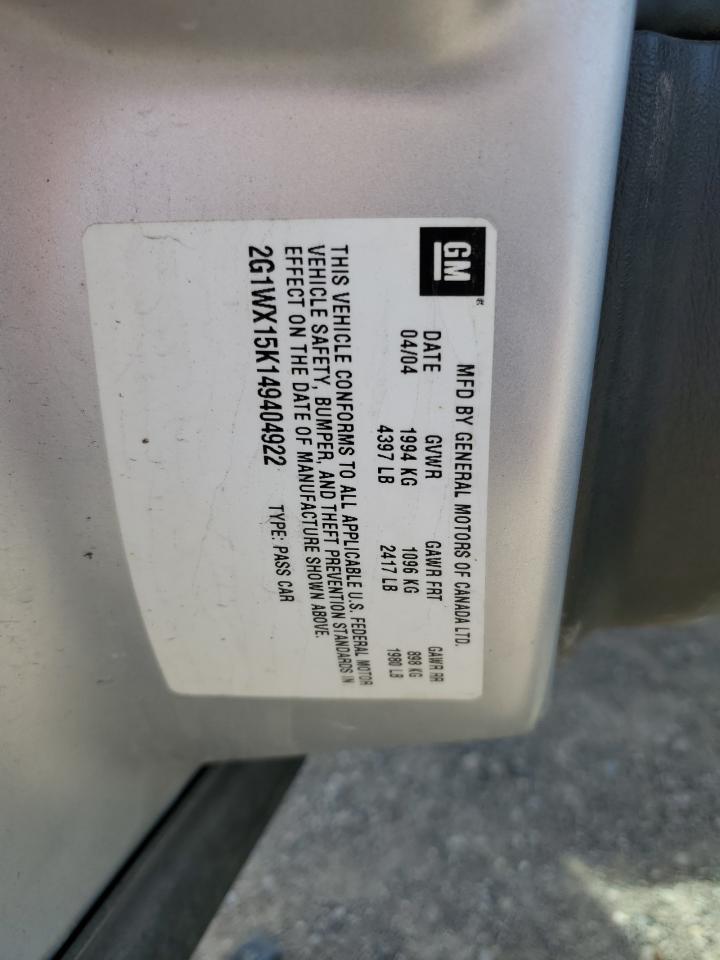 GM
MFD BY GENERAL MOTORS OF CANADA LTD.
DATE GVWR GAWR FRT GAWR RR
04/04 1994 KG 1096 KG 898 KG
4397 LB 2417 LB 1980 LB
THIS VEHICLE CONFORMS TO ALL APPLICABLE U.S. FEDERAL MOTOR
VEHICLE SAFETY, BUMPER, AND THEFT PREVENTION STANDARDS IN
EFFECT ON THE DATE OF MANUFACTURE SHOWN ABOVE.
2G1WX15K149404922 TYPE: PASS CAR